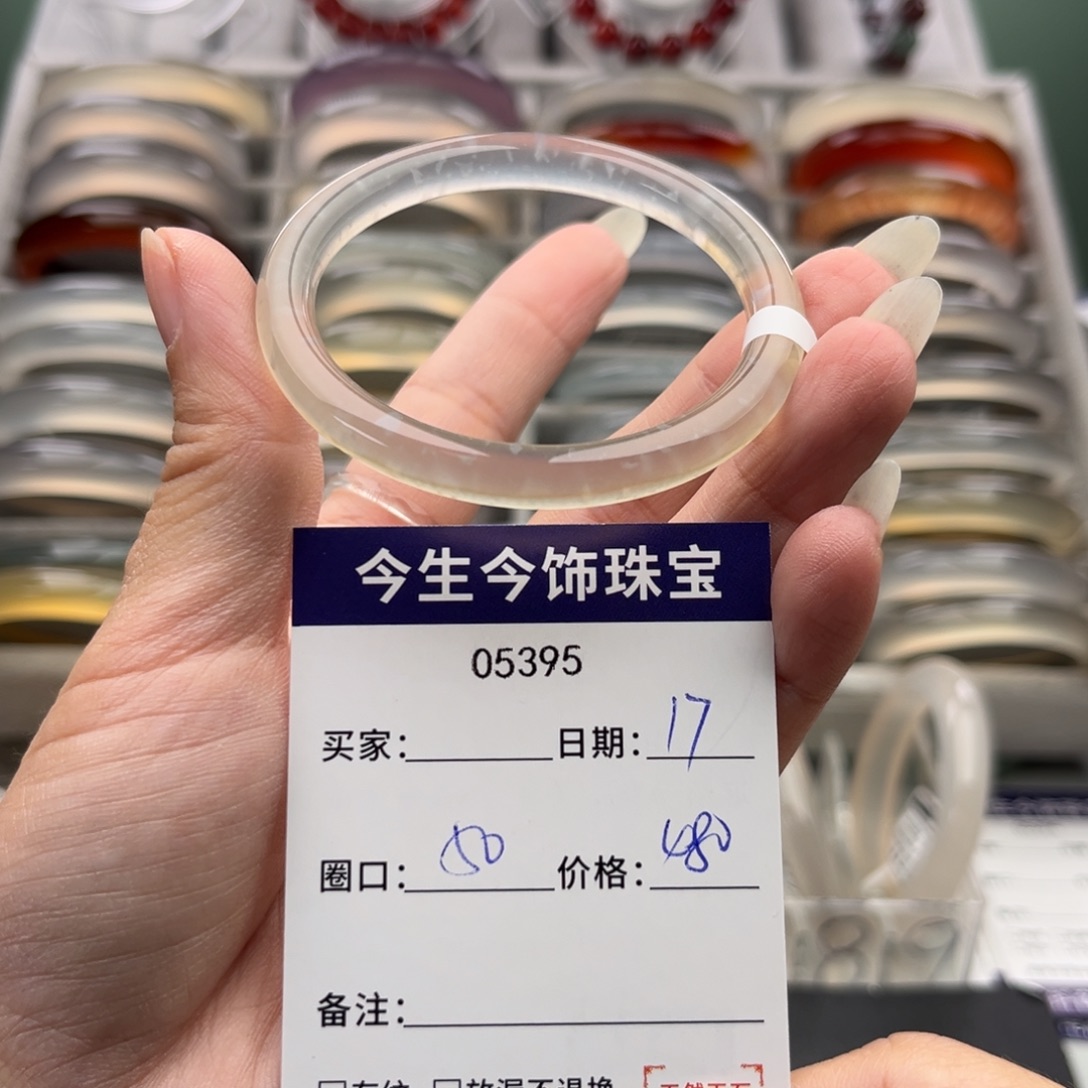 今生今饰珠宝
05395
买家： 日期：17
圈口：50 价格：480
备注：